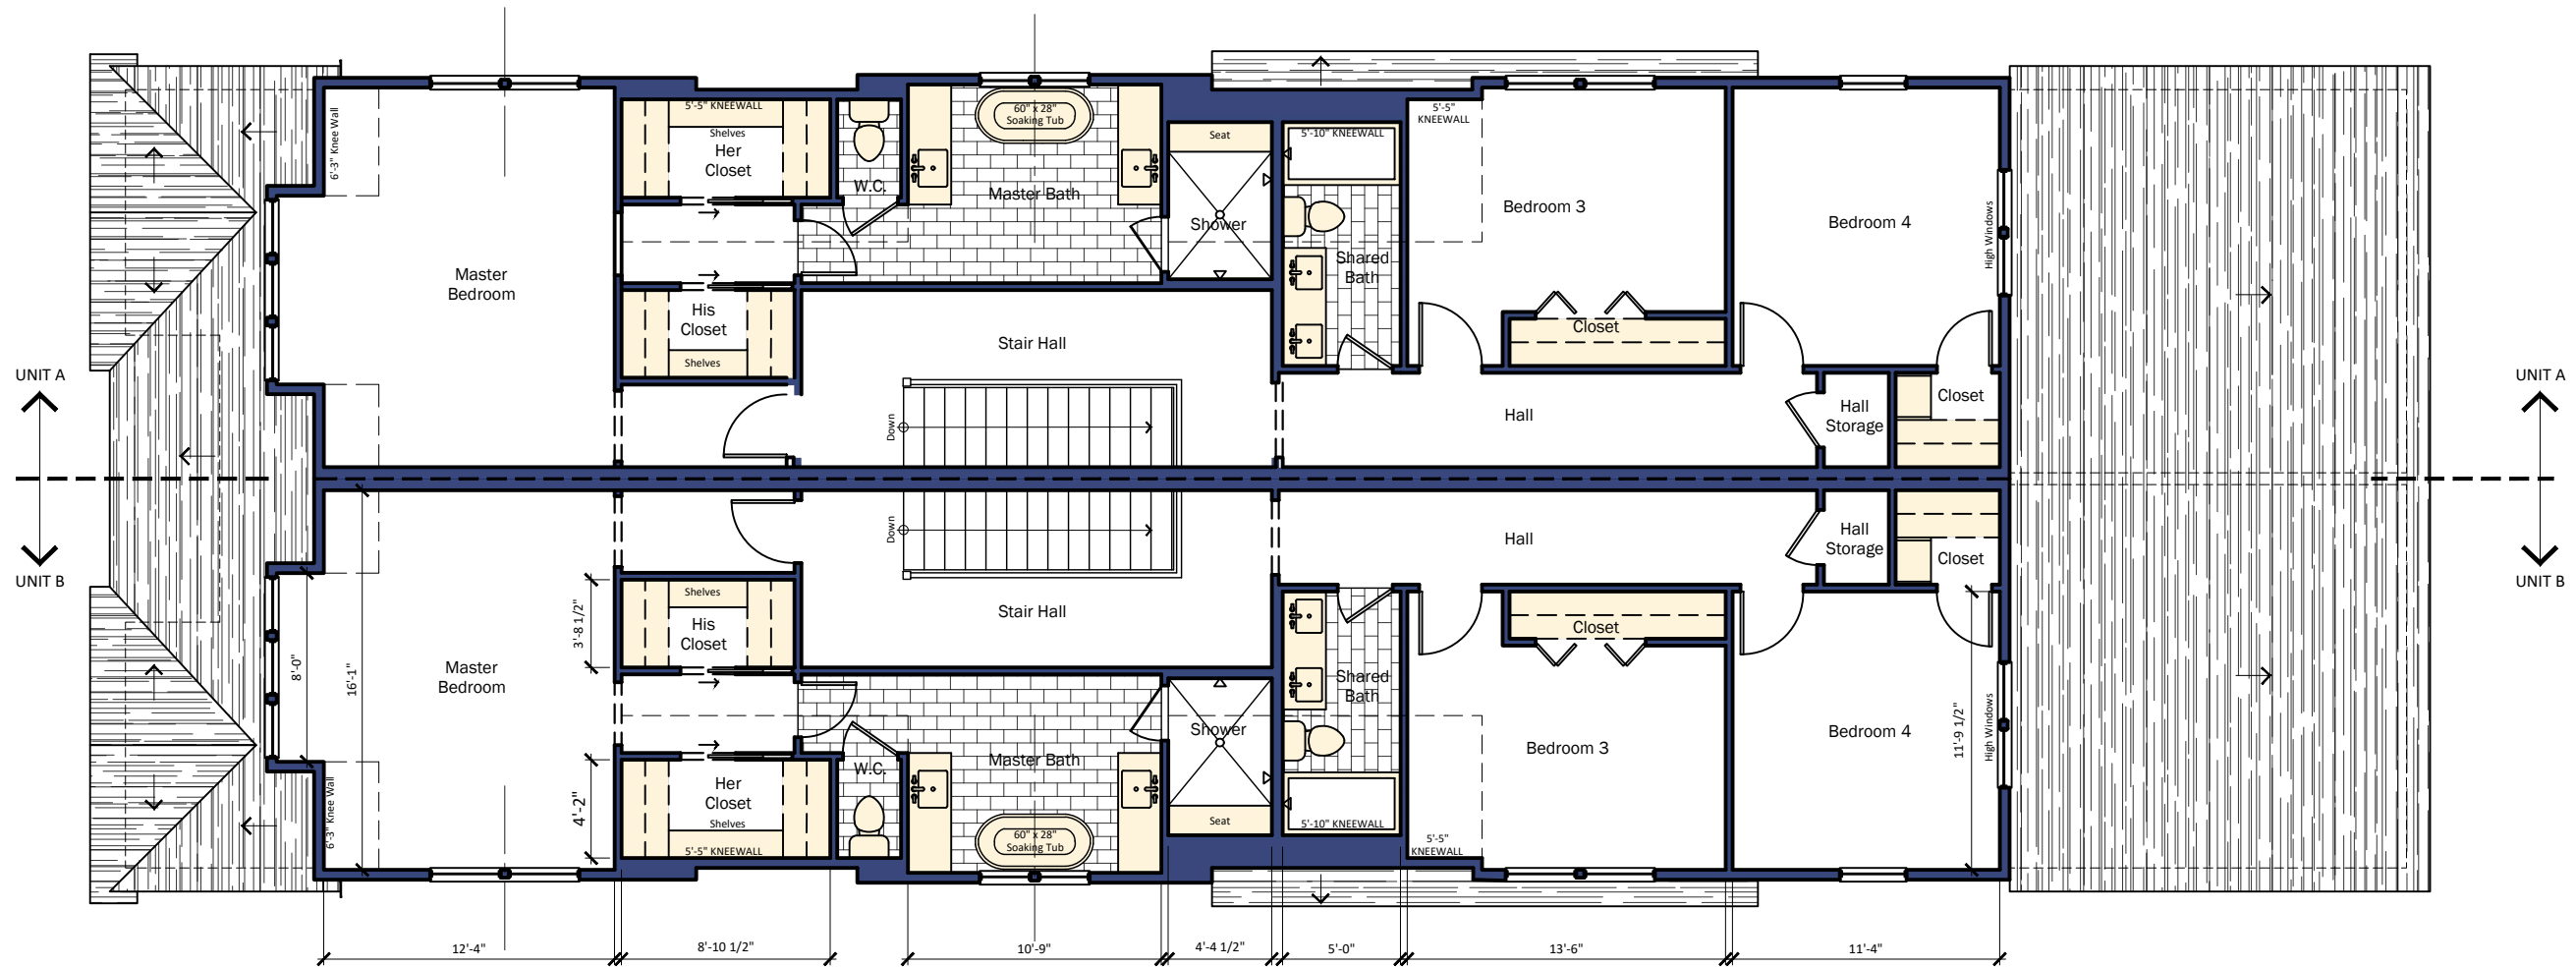 5'-5" KNEEWALL
Shelves
Her
Closet
6'-3" Knee Wall
W.C.
60" x 28"
Soaking Tub
Master Bath
Seat
Shower
5'-10" KNEEWALL
Shared
Bath
5'-5"
KNEEWALL
Bedroom 3
Bedroom 4
High Windows
Master
Bedroom
His
Closet
Shelves
Stair Hall
Closet
UNIT A
UNIT B
Down
Hall
Hall
Storage
Closet
UNIT A
UNIT B
Down
Hall
Hall
Storage
Closet
Stair Hall
Shelves
His
Closet
3'-8 1/2"
8'-0"
16'-1"
Master
Bedroom
Closet
Shared
Bath
Shower
Seat
5'-10" KNEEWALL
Bedroom 3
5'-5"
KNEEWALL
Bedroom 4
11'-9 1/2"
High Windows
W.C.
Master Bath
60" x 28"
Soaking Tub
Her
Closet
Shelves
5'-5" KNEEWALL
4'-2"
6'-3" Knee Wall
12'-4"
8'-10 1/2"
10'-9"
4'-4 1/2"
5'-0"
13'-6"
11'-4"